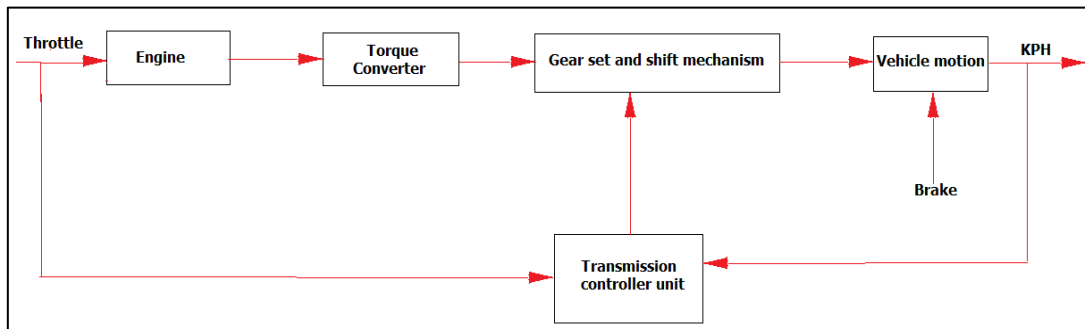 Throttle
Engine
Torque
Converter
Gear set and shift mechanism
Vehicle motion
KPH
Brake
Transmission
controller unit